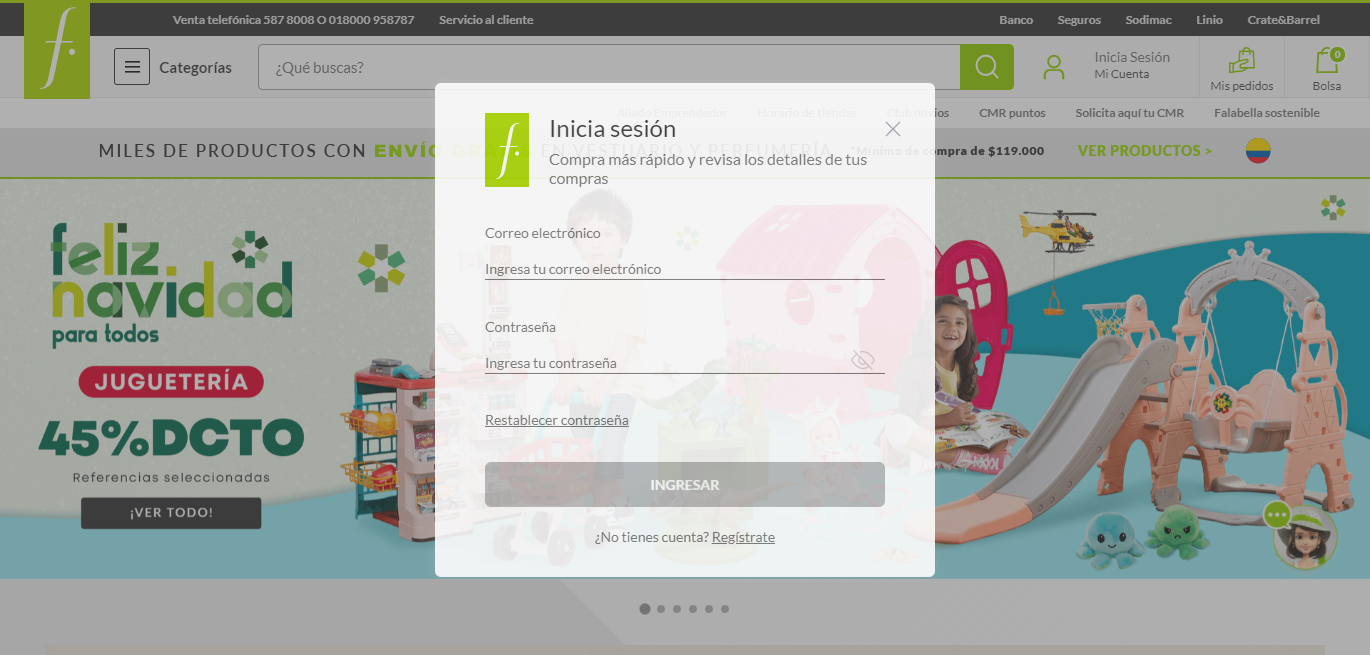 Venta telefónica 587 8008 O 018000 958787
Servicio al cliente
Banco
Seguros
Sodimac
Linio
Crate&Barrel
f.
Categorías
¿Qué buscas?
Inicia Sesión
Mi Cuenta
Mis pedidos
0
Bolsa
Aliado Emprendedor
Horario de tiendas
Club novios
CMR puntos
Solicita aquí tu CMR
Falabella sostenible
MILES DE PRODUCTOS CON ENVÍO GRATIS EN VESTUARIO Y PERFUMERÍA *Mínimo de compra de $119.000
VER PRODUCTOS >
feliz
navidad
para todos
JUGUETERÍA
45%DCTO
Referencias seleccionadas
¡VER TODO!
f.
Inicia sesión
Compra más rápido y revisa los detalles de tus
compras
Correo electrónico
Ingresa tu correo electrónico
Contraseña
Ingresa tu contraseña
Restablecer contraseña
INGRESAR
¿No tienes cuenta? Regístrate